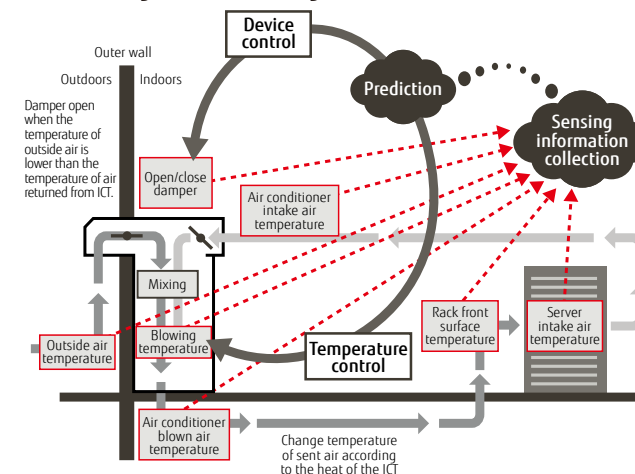 Device
control
Outer wall
Outdoors
Indoors
Prediction
Damper open
when the
temperature of
outside air is
lower than the
temperature of air
returned from ICT.
Sensing
information
collection
Open/close
damper
Air conditioner
intake air
temperature
Mixing
Outside air
temperature
Blowing
temperature
Temperature
control
Rack front
surface
temperature
Server
intake air
temperature
Air conditioner
blown air
temperature
Change temperature
of sent air according
to the heat of the ICT